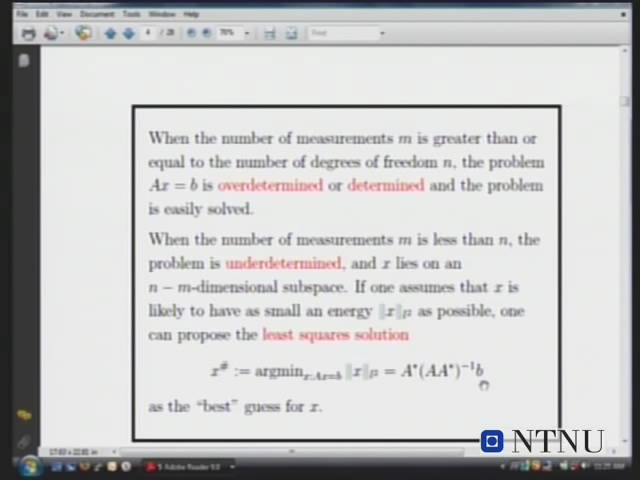 File Edit View Document Tools Window Help
4 / 28 70% Find
When the number of measurements m is greater than or
equal to the number of degrees of freedom n, the problem
Ax = b is overdetermined or determined and the problem
is easily solved.
When the number of measurements m is less than n, the
problem is underdetermined, and x lies on an
n − m-dimensional subspace. If one assumes that x is
likely to have as small an energy ‖x‖l² as possible, one
can propose the least squares solution
x# := argminx:Ax=b ‖x‖l² = A*(AA*)−1b
as the “best” guess for x.
NTNU